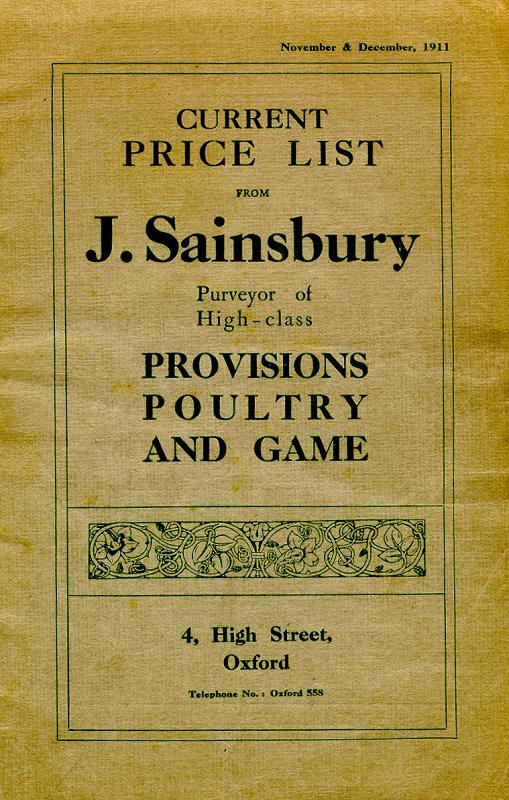 November & December, 1911
CURRENT
PRICE LIST
FROM
J. Sainsbury
Purveyor of
High-class
PROVISIONS
POULTRY
AND GAME
4, High Street,
Oxford
Telephone No.: Oxford 558